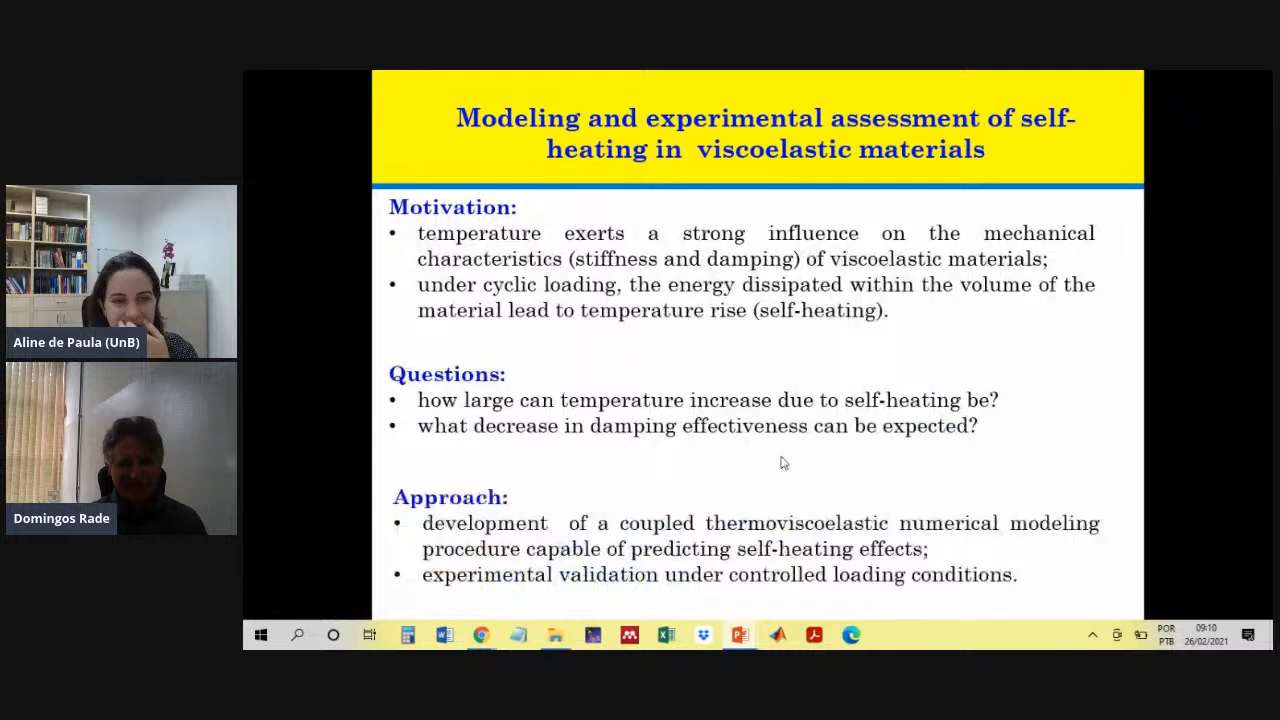 Modeling and experimental assessment of self-
heating in viscoelastic materials
Motivation:
• temperature exerts a strong influence on the mechanical
characteristics (stiffness and damping) of viscoelastic materials;
• under cyclic loading, the energy dissipated within the volume of the
material lead to temperature rise (self-heating).
Questions:
• how large can temperature increase due to self-heating be?
• what decrease in damping effectiveness can be expected?
Approach:
• development of a coupled thermoviscoelastic numerical modeling
procedure capable of predicting self-heating effects;
• experimental validation under controlled loading conditions.
Aline de Paula (UnB)
Domingos Rade
POR
PTB
09:10
26/02/2021